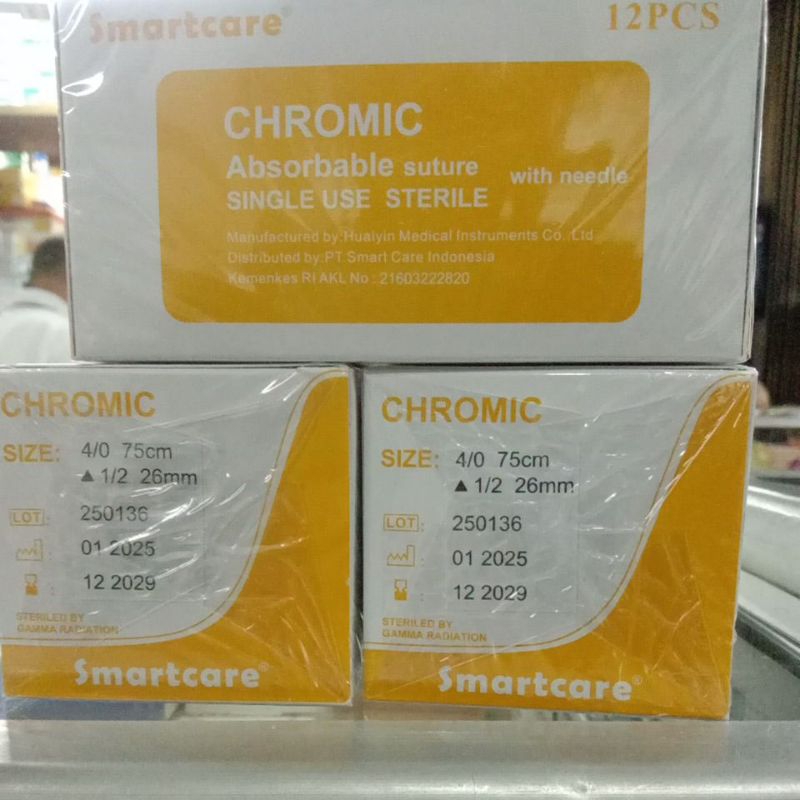 Smartcare®
12PCS
CHROMIC
Absorbable suture with needle
SINGLE USE STERILE
Manufactured by:Huaiyin Medical Instruments Co.,Ltd
Distributed by:PT.Smart Care Indonesia
Kemenkes RI AKL No : 21603222820
CHROMIC
SIZE: 4/0 75cm
▲ 1/2 26mm
LOT : 250136
: 01 2025
: 12 2029
STERILED BY
GAMMA RADIATION
Smartcare®
CHROMIC
SIZE: 4/0 75cm
▲ 1/2 26mm
LOT : 250136
: 01 2025
: 12 2029
STERILED BY
GAMMA RADIATION
Smartcare®